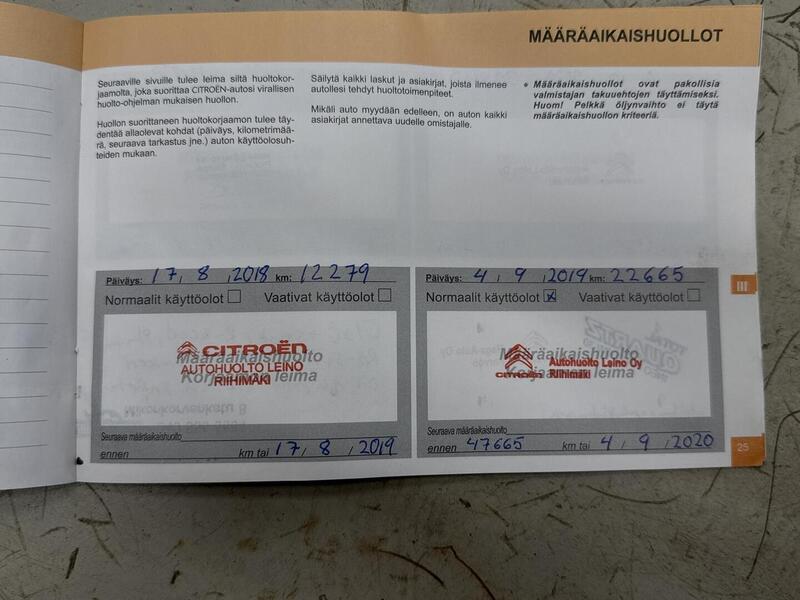 MÄÄRÄAIKAISHUOLLOT
Seuraaville sivuille tulee leima siltä huoltokor-
jaamolta, joka suorittaa CITROËN-autosi virallisen
huolto-ohjelman mukaisen huollon.
Huollon suorittaneen huoltokorjaamon tulee täy-
dentää allaolevat kohdat (päiväys, kilometrimää-
rä, seuraava tarkastus jne.) auton käyttöolosuh-
teiden mukaan.
Säilytä kaikki laskut ja asiakirjat, joista ilmenee
autollesi tehdyt huoltotoimenpiteet.
Mikäli auto myydään edelleen, on auton kaikki
asiakirjat annettava uudelle omistajalle.
• Määräaikaishuollot ovat pakollisia
valmistajan takuuehtojen täyttämiseksi.
Huom! Pelkkä öljynvaihto ei täytä
määräaikaishuollon kriteeriä.
Päiväys: 17, 8, 2018 km: 12279
Normaalit käyttöolot Vaativat käyttöolot
CITROËN
Määräaikaishuolto
AUTOHUOLTO LEINO
Korjaamon leima
RIIHIMÄKI
Seuraava määräaikaishuolto
ennen km tai 17, 8, 2019
Päiväys: 4, 9, 2019 km: 22665
Normaalit käyttöolot x Vaativat käyttöolot
Määräaikaishuolto
Autohuolto Leino Oy
Korjaamon leima
CITROËN Riihimäki
Seuraava määräaikaishuolto
ennen 47665 km tai 4, 9, 2020
III
25